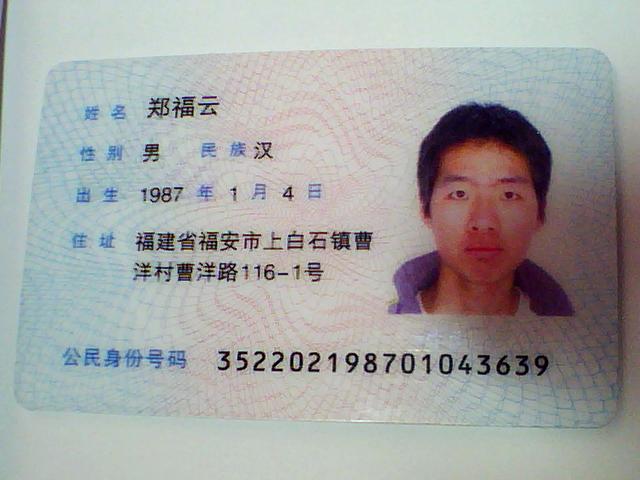 姓名 郑福云
性别 男 民族 汉
出生 1987 年 1 月 4 日
住址 福建省福安市上白石镇曹
洋村曹洋路116-1号
公民身份号码 352202198701043639